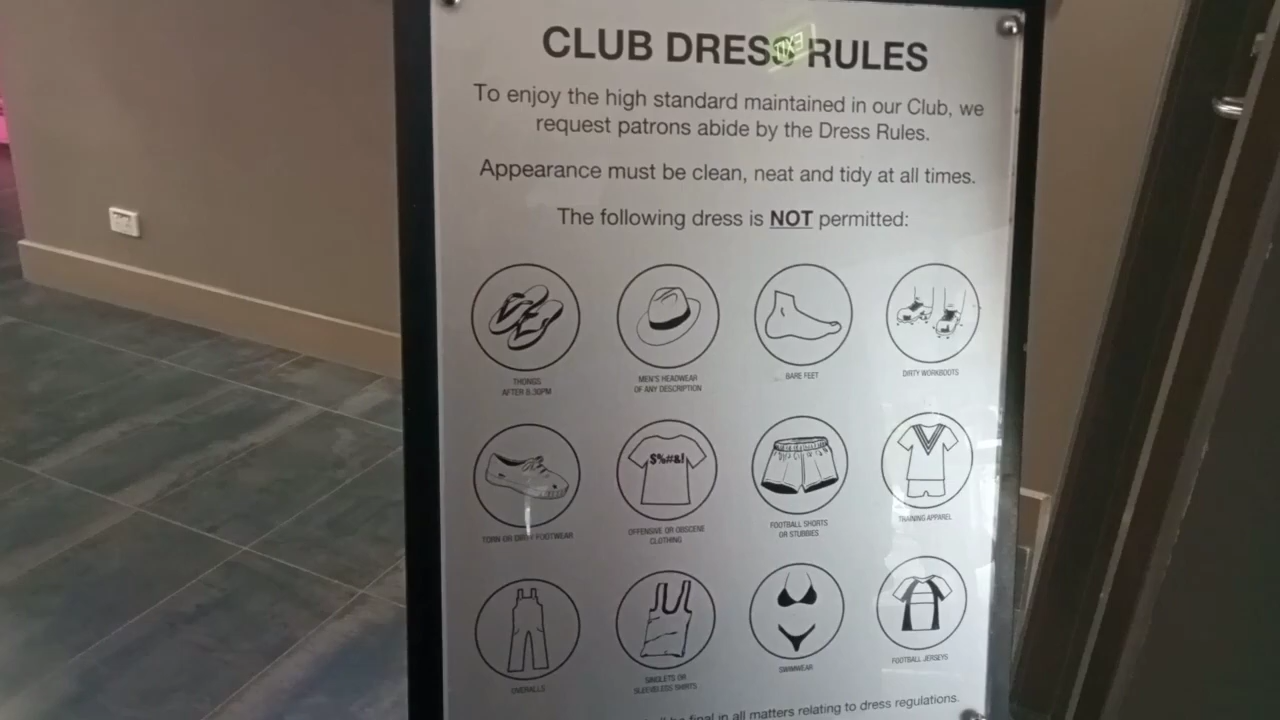 CLUB DRESS RULES
EXIT
To enjoy the high standard maintained in our Club, we
request patrons abide by the Dress Rules.
Appearance must be clean, neat and tidy at all times.
The following dress is NOT permitted:
THONGS
AFTER 6:30PM
MEN'S HEADWEAR
OF ANY DESCRIPTION
BARE FEET
DIRTY WORKBOOTS
TORN OR DIRTY FOOTWEAR
$%#&!
OFFENSIVE OR OBSCENE
CLOTHING
FOOTBALL SHORTS
OR STUBBIES
TRAINING APPAREL
OVERALLS
SINGLETS OR
SLEEVELESS SHIRTS
SWIMWEAR
FOOTBALL JERSEYS
be final in all matters relating to dress regulations.